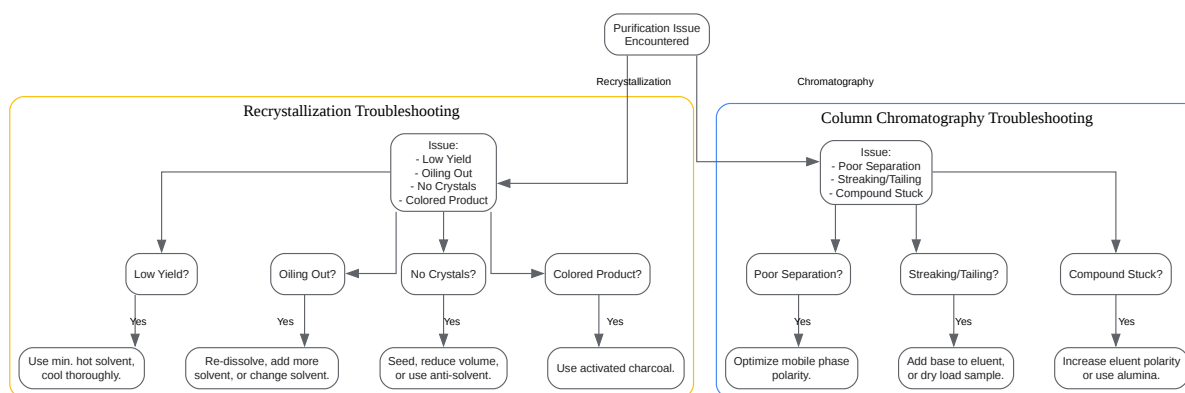 Purification Issue
Encountered
Recrystallization
Chromatography
Recrystallization Troubleshooting
Column Chromatography Troubleshooting
Issue:
- Low Yield
- Oiling Out
- No Crystals
- Colored Product
Issue:
- Poor Separation
- Streaking/Tailing
- Compound Stuck
Low Yield?
Oiling Out?
No Crystals?
Colored Product?
Poor Separation?
Streaking/Tailing?
Compound Stuck?
Yes
Yes
Yes
Yes
Yes
Yes
Yes
Use min. hot solvent,
cool thoroughly.
Re-dissolve, add more
solvent, or change solvent.
Seed, reduce volume,
or use anti-solvent.
Use activated charcoal.
Optimize mobile phase
polarity.
Add base to eluent,
or dry load sample.
Increase eluent polarity
or use alumina.